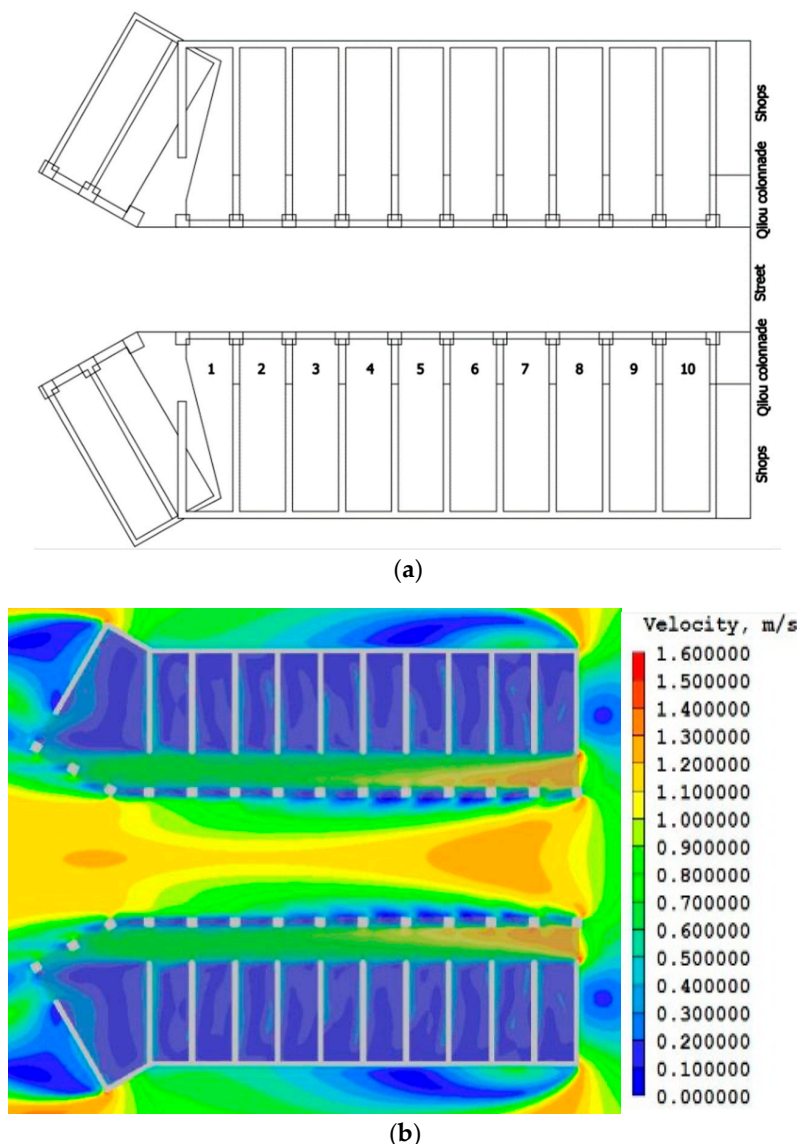 Shops
Qilou colonnade
Street
Qilou colonnade
Shops
1 2 3 4 5 6 7 8 9 10
(a)
Velocity, m/s
1.600000
1.500000
1.400000
1.300000
1.200000
1.100000
1.000000
0.900000
0.800000
0.700000
0.600000
0.500000
0.400000
0.300000
0.200000
0.100000
0.000000
(b)